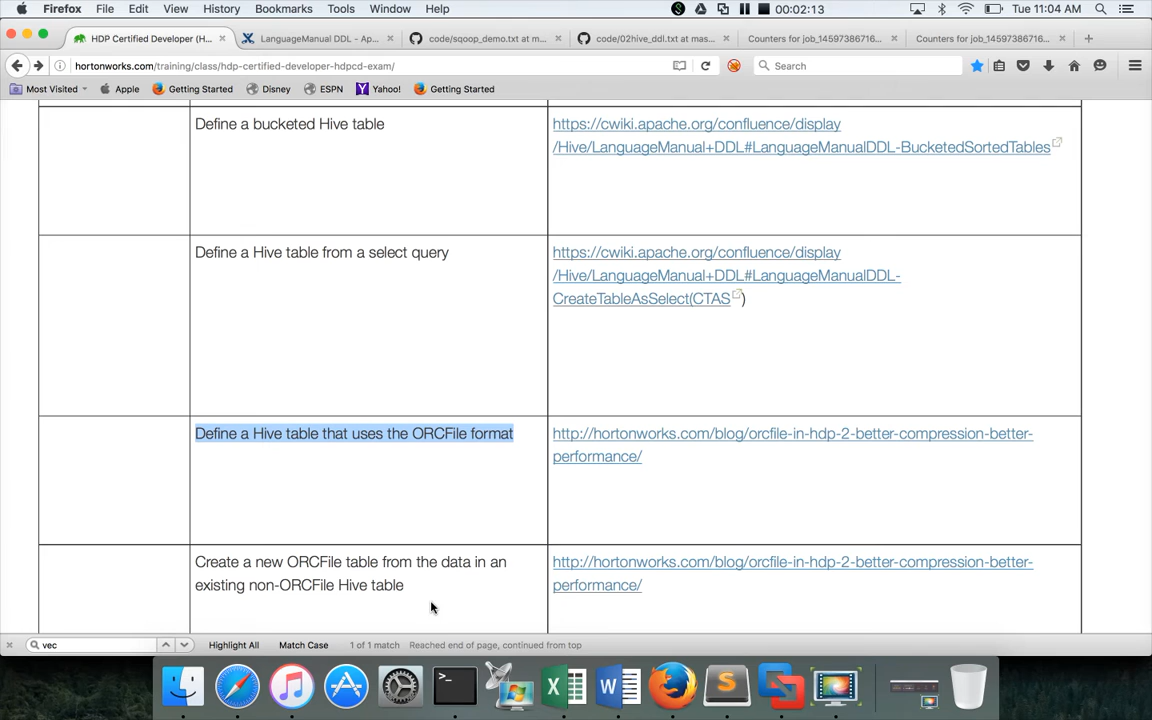 Firefox File Edit View History Bookmarks Tools Window Help 00:02:13 Tue 11:04 AM
HDP Certified Developer (H... LanguageManual DDL - Ap... code/sqoop_demo.txt at m... code/02hive_ddl.txt at mas... Counters for job_14597386716... Counters for job_14597386716...
hortonworks.com/training/class/hdp-certified-developer-hdpcd-exam/ Search
Most Visited Apple Getting Started Disney ESPN Yahoo! Getting Started
Define a bucketed Hive table
https://cwiki.apache.org/confluence/display
/Hive/LanguageManual+DDL#LanguageManualDDL-BucketedSortedTables
Define a Hive table from a select query
https://cwiki.apache.org/confluence/display
/Hive/LanguageManual+DDL#LanguageManualDDL-
CreateTableAsSelect(CTAS)
Define a Hive table that uses the ORCFile format
http://hortonworks.com/blog/orcfile-in-hdp-2-better-compression-better-
performance/
Create a new ORCFile table from the data in an
existing non-ORCFile Hive table
http://hortonworks.com/blog/orcfile-in-hdp-2-better-compression-better-
performance/
vec Highlight All Match Case 1 of 1 match Reached end of page, continued from top